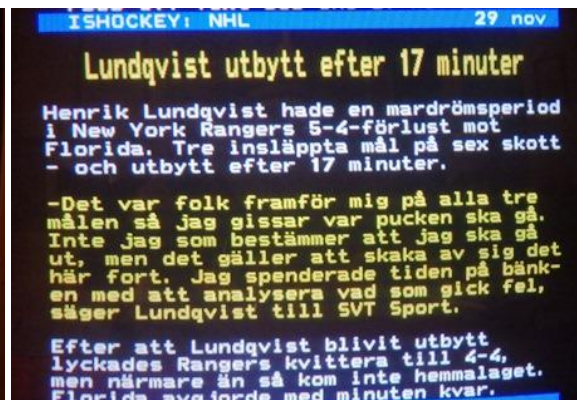 ISHOCKEY: NHL 29 nov
Lundqvist utbytt efter 17 minuter
Henrik Lundqvist hade en mardrömsperiod
i New York Rangers 5-4-förlust mot
Florida. Tre insläppta mål på sex skott
- och utbytt efter 17 minuter.
-Det var folk framför mig på alla tre
målen så jag gissar var pucken ska gå.
Inte jag som bestämmer att jag ska gå
ut, men det gäller att skaka av sig det
här fort. Jag spenderade tiden på bänk-
en med att analysera vad som gick fel,
säger Lundqvist till SVT Sport.
Efter att Lundqvist blivit utbytt
lyckades Rangers kvittera till 4-4,
men närmare än så kom inte hemmalaget.
Florida avgjorde med minuten kvar.